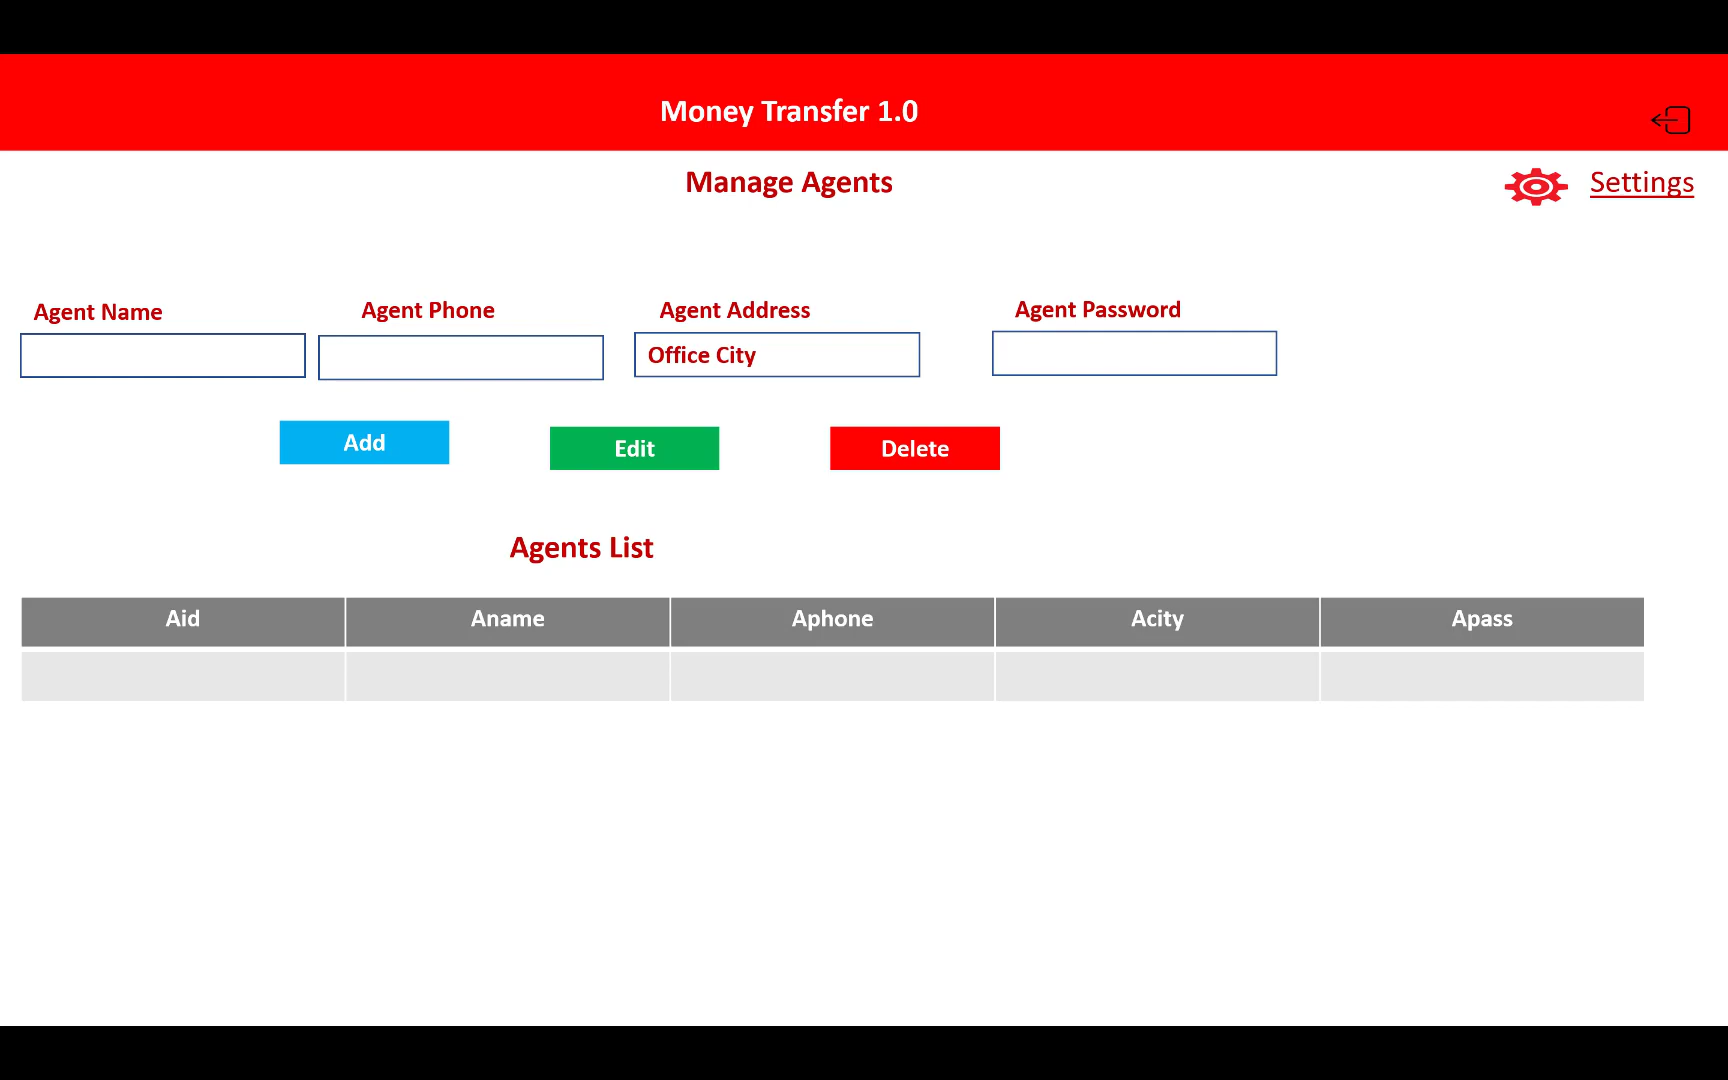 Money Transfer 1.0
Manage Agents
Settings
Agent Name Agent Phone Agent Address Agent Password
Office City
Add Edit Delete
Agents List
Aid Aname Aphone Acity Apass